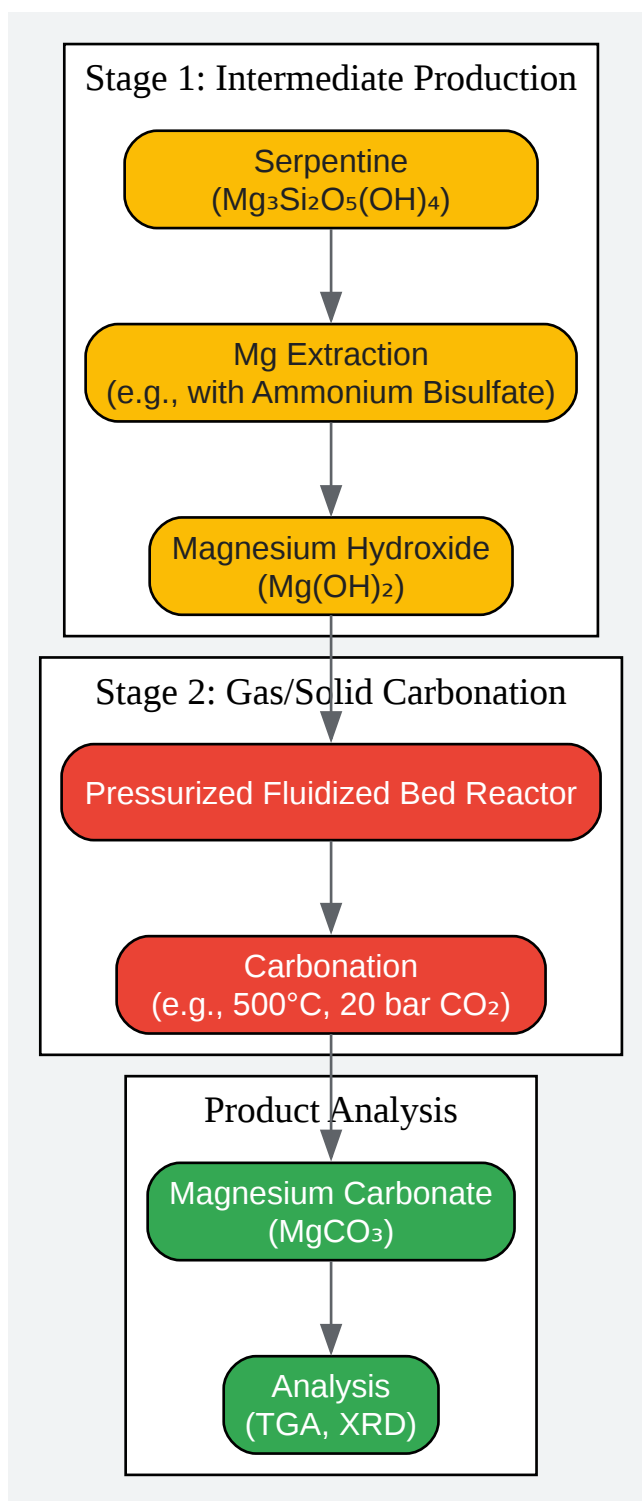 Stage 1: Intermediate Production
Serpentine
(Mg₃Si₂O₅(OH)₄)
Mg Extraction
(e.g., with Ammonium Bisulfate)
Magnesium Hydroxide
(Mg(OH)₂)
Stage 2: Gas/Solid Carbonation
Pressurized Fluidized Bed Reactor
Carbonation
(e.g., 500°C, 20 bar CO₂)
Product Analysis
Magnesium Carbonate
(MgCO₃)
Analysis
(TGA, XRD)